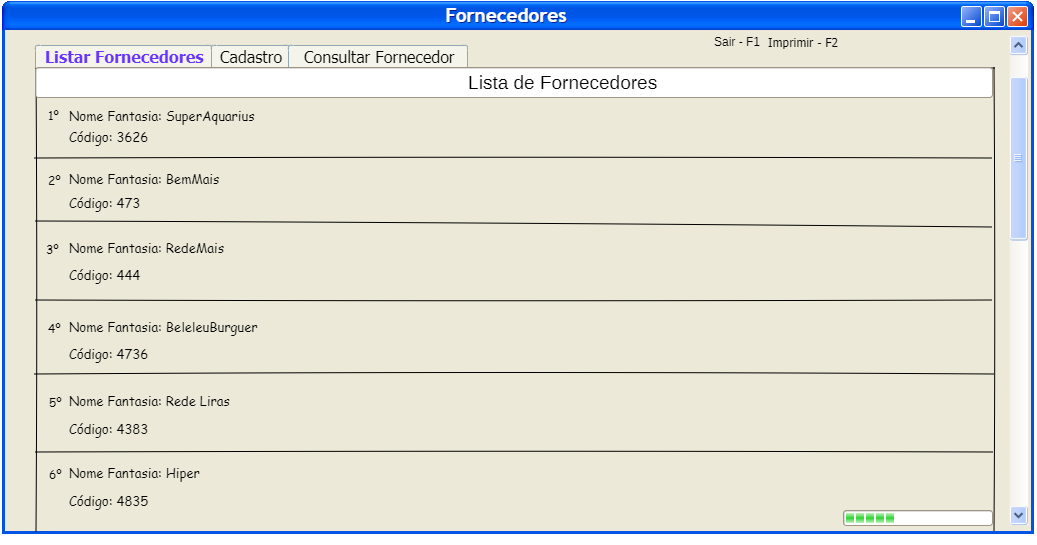 Fornecedores
Sair - F1 Imprimir - F2
Listar Fornecedores Cadastro Consultar Fornecedor
Lista de Fornecedores
1º Nome Fantasia: SuperAquarius
Código: 3626
2º Nome Fantasia: BemMais
Código: 473
3º Nome Fantasia: RedeMais
Código: 444
4º Nome Fantasia: BeleleuBurguer
Código: 4736
5º Nome Fantasia: Rede Liras
Código: 4383
6º Nome Fantasia: Hiper
Código: 4835